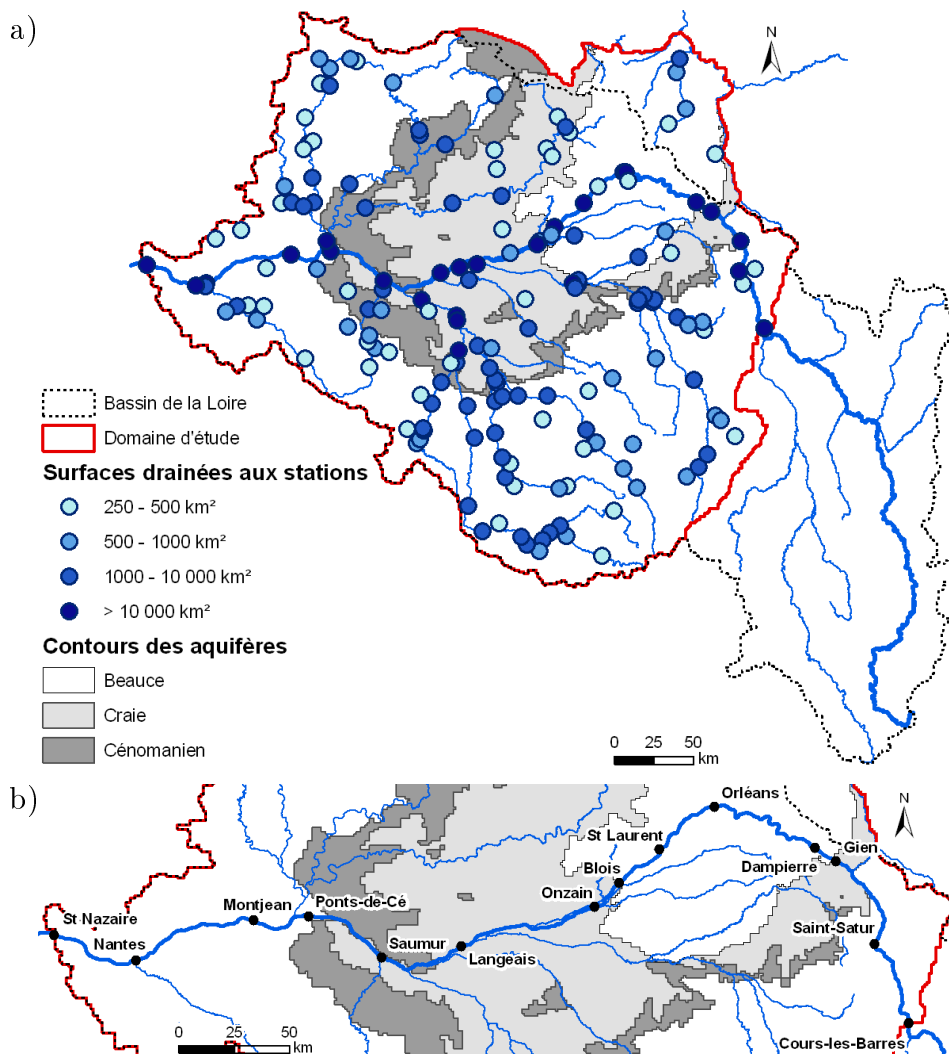 a)
N
Bassin de la Loire
Domaine d'étude
Surfaces drainées aux stations
250 - 500 km²
500 - 1000 km²
1000 - 10 000 km²
> 10 000 km²
Contours des aquifères
Beauce
Craie
Cénomanien
0 25 50
km
b)
N
Orléans
St Laurent
Gien
Blois
Dampierre
Onzain
Montjean
Ponts-de-Cé
St Nazaire
Saint-Satur
Nantes
Saumur
Langeais
0 25 50
km
Cours-les-Barres